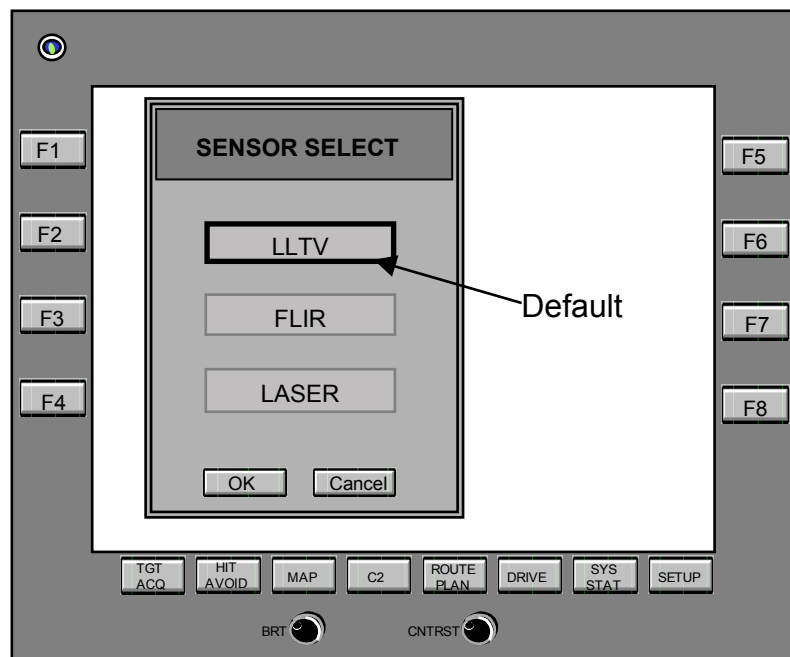 F1
F2
F3
F4
SENSOR SELECT
LLTV
FLIR
LASER
OK
Cancel
Default
F5
F6
F7
F8
TGT
ACQ
HIT
AVOID
MAP
C2
ROUTE
PLAN
DRIVE
SYS
STAT
SETUP
BRT
CNTRST